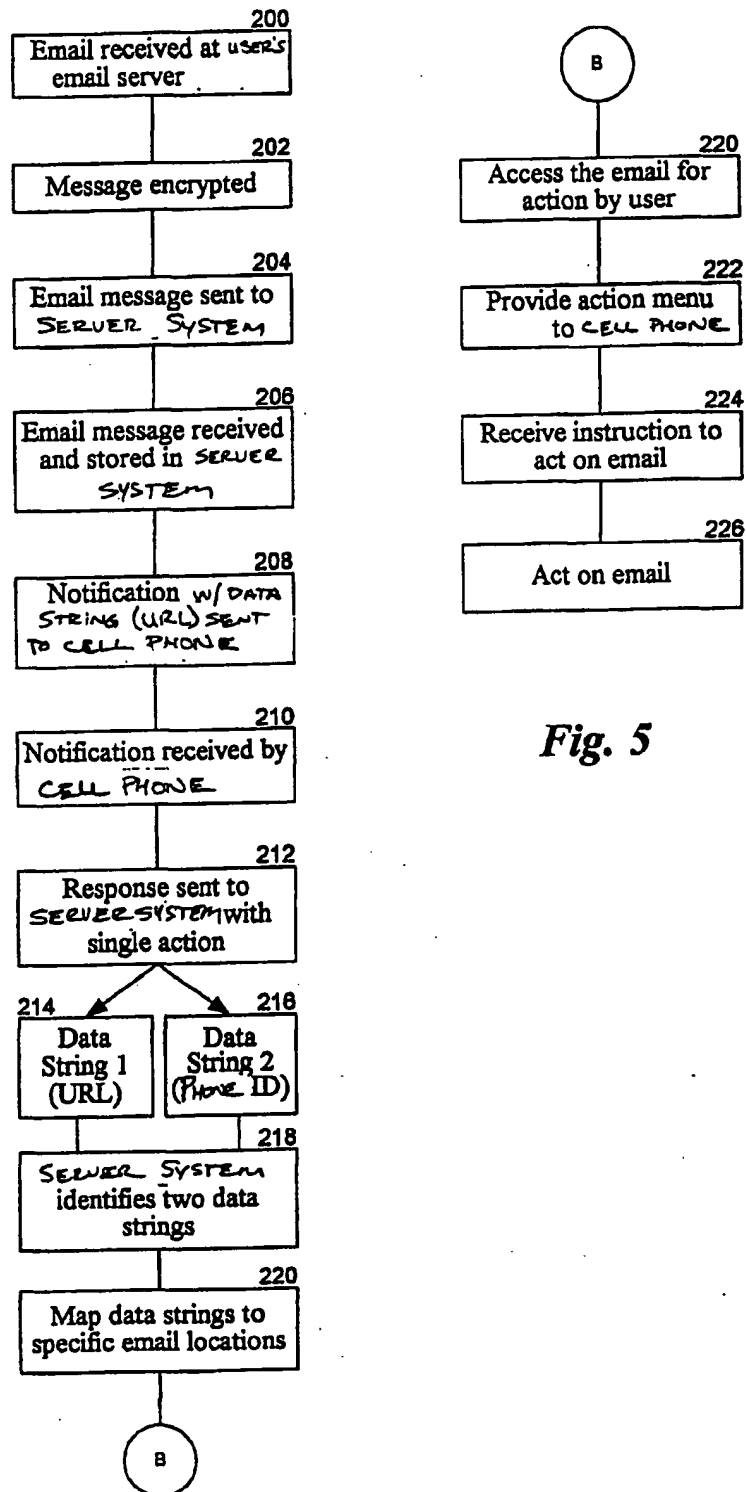 200
Email received at USER'S
email server
202
Message encrypted
204
Email message sent to
SERVER SYSTEM
206
Email message received
and stored in SERVER
SYSTEM
208
Notification W/ DATA
STRING (URL) SENT
TO CELL PHONE
210
Notification received by
CELL PHONE
212
Response sent to
SERVER SYSTEM with
single action
214
Data
String 1
(URL)
216
Data
String 2
(PHONE ID)
218
SERVER SYSTEM
identifies two data
strings
220
Map data strings to
specific email locations
B
B
220
Access the email for
action by user
222
Provide action menu
to CELL PHONE
224
Receive instruction to
act on email
226
Act on email
Fig. 5